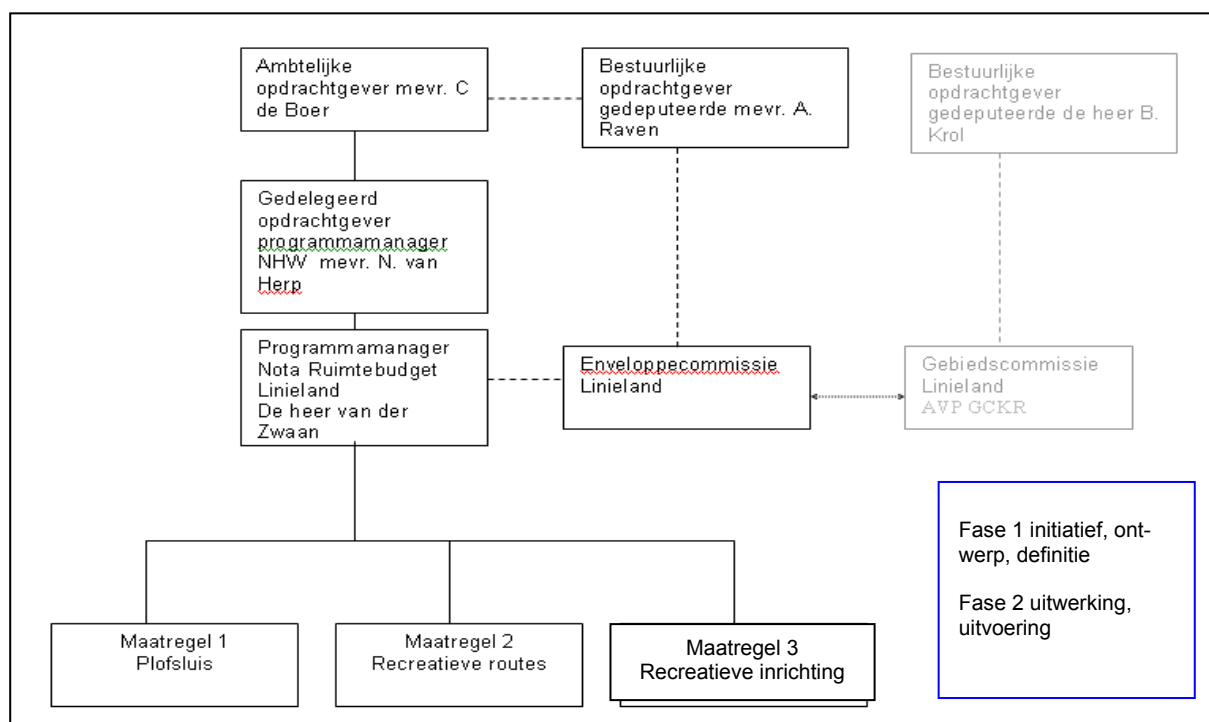 Ambtelijke
opdrachtgever mevr. C
de Boer
Bestuurlijke
opdrachtgever
gedeputeerde mevr. A.
Raven
Bestuurlijke
opdrachtgever
gedeputeerde de heer B.
Krol
Gedelegeerd
opdrachtgever
programmamanager
NHW mevr. N. van
Herp
Programmamanager
Nota Ruimtebudget
Linieland
De heer van der
Zwaan
Enveloppecommissie
Linieland
Gebiedscommissie
Linieland
AVP GCKR
Fase 1 initiatief, ont-
werp, definitie
Fase 2 uitwerking,
uitvoering
Maatregel 1
Plofsluis
Maatregel 2
Recreatieve routes
Maatregel 3
Recreatieve inrichting